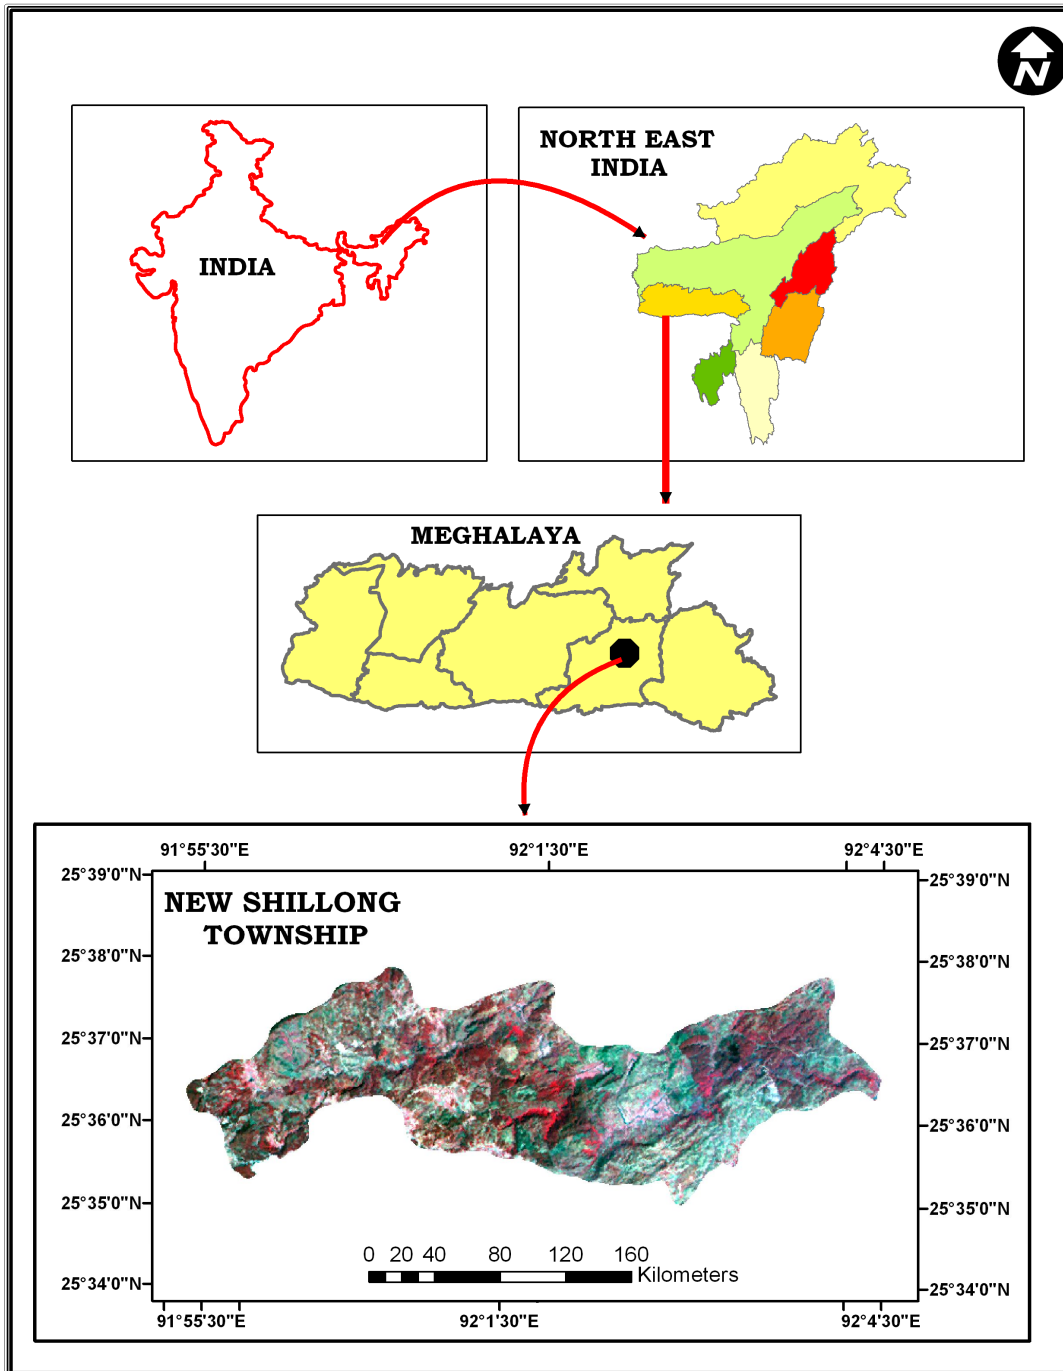 N
NORTH EAST
INDIA
INDIA
MEGHALAYA
91°55'30"E 92°1'30"E 92°4'30"E
25°39'0"N 25°39'0"N
NEW SHILLONG
TOWNSHIP
25°38'0"N 25°38'0"N
25°37'0"N 25°37'0"N
25°36'0"N 25°36'0"N
25°35'0"N 25°35'0"N
0 20 40 80 120 160
Kilometers
25°34'0"N 25°34'0"N
91°55'30"E 92°1'30"E 92°4'30"E